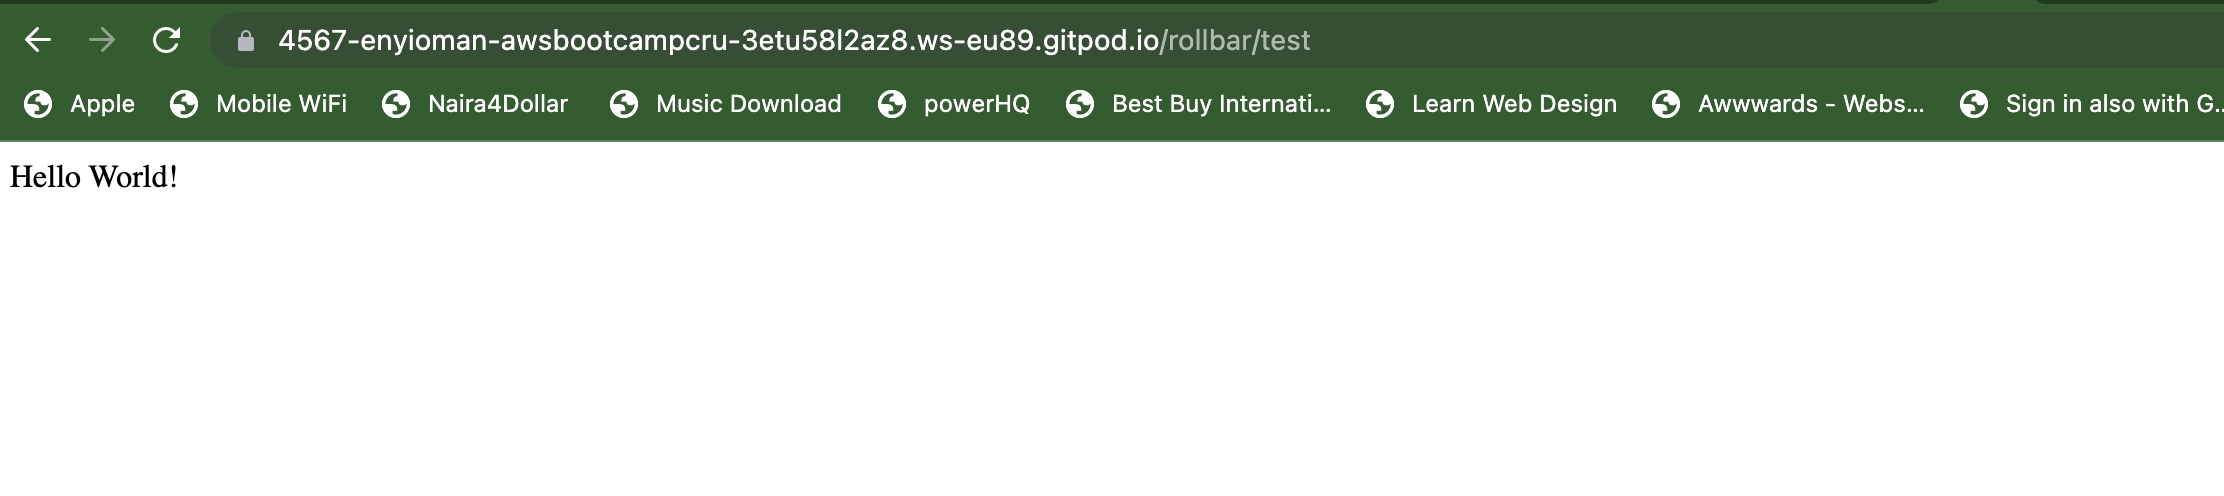 4567-enyioman-awsbootcampcru-3etu58l2az8.ws-eu89.gitpod.io/rollbar/test
Apple Mobile WiFi Naira4Dollar Music Download powerHQ Best Buy Internati... Learn Web Design Awwwards - Webs... Sign in also with G...
Hello World!